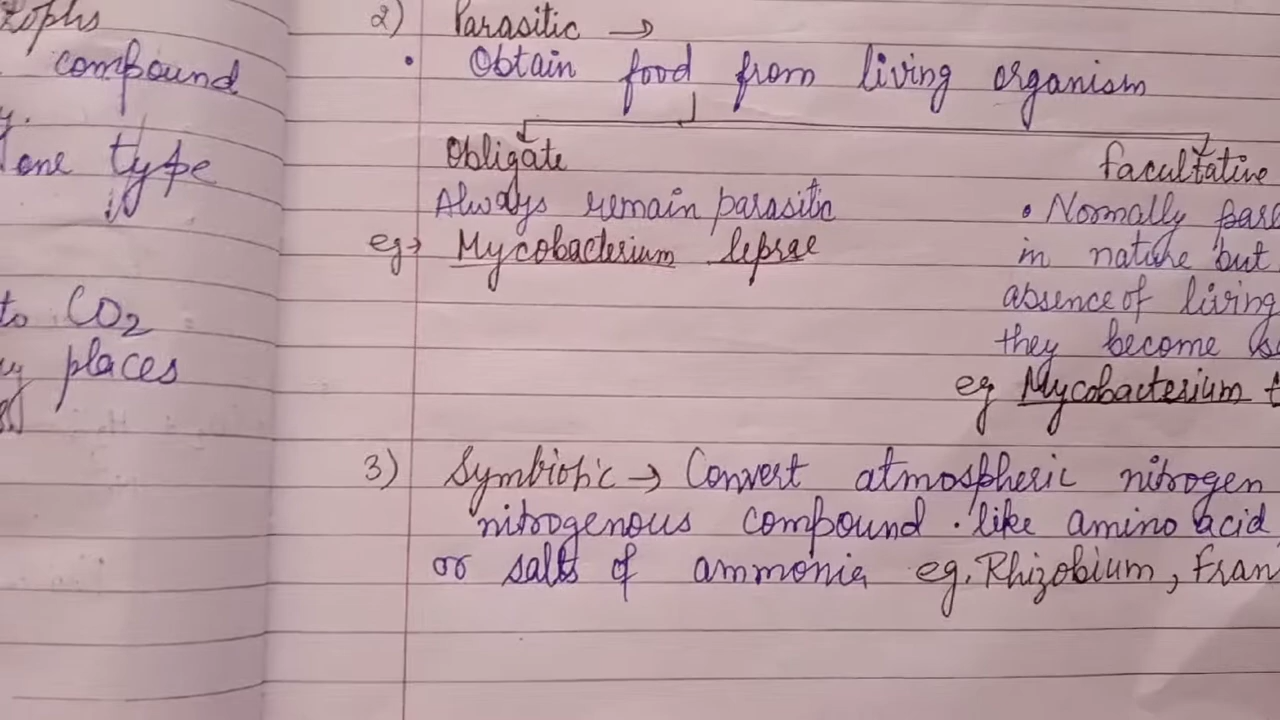 compound
one type
to CO2
places
2) Parasitic →
• Obtain food from living organism
Obligate
Always remain parasitic
eg→ Mycobacterium leprae
facultative
• Normally
in nature but
absence of living
they become
eg Mycobacterium
3) Symbiotic → Convert atmospheric nitrogen
nitrogenous compound . like amino acid
or salts of ammonia eg. Rhizobium, Fran